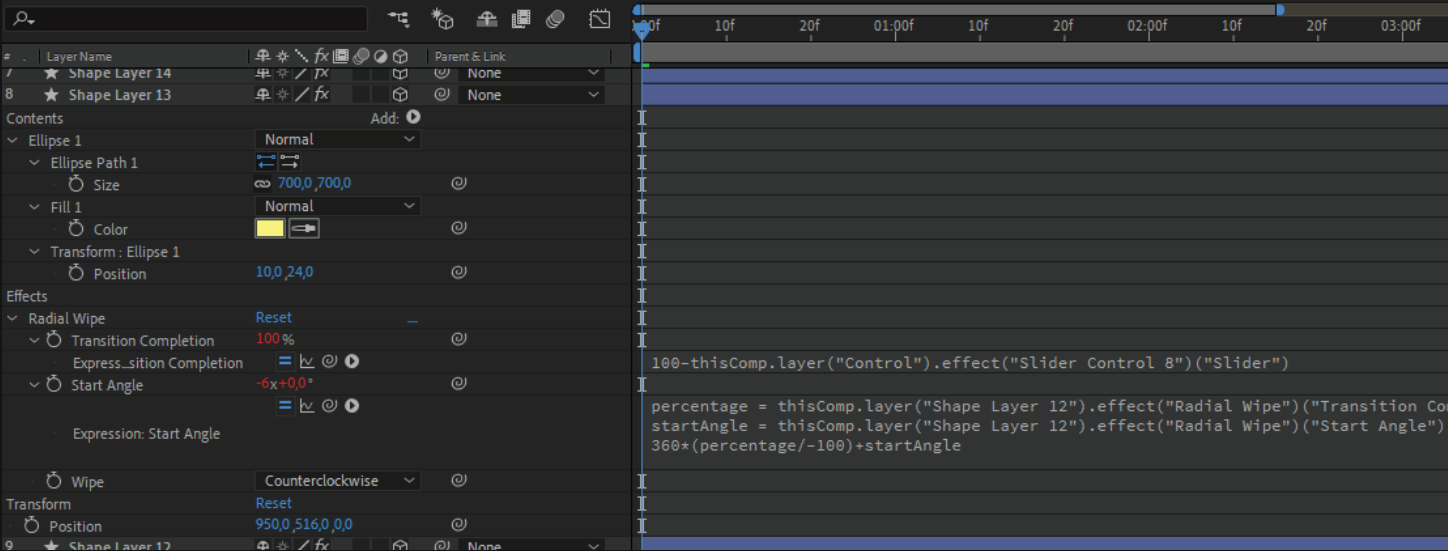 :00f 10f 20f 01:00f 10f 20f 02:00f 10f 20f 03:00f
# Layer Name fx Parent & Link
7 Shape Layer 14 fx None
8 Shape Layer 13 fx None
Contents Add:
Ellipse 1 Normal
Ellipse Path 1
Size 700,0 ,700,0
Fill 1 Normal
Color
Transform : Ellipse 1
Position 10,0 ,24,0
Effects
Radial Wipe Reset
Transition Completion 100 %
Express...sition Completion 100-thisComp.layer("Control").effect("Slider Control 8")("Slider")
Start Angle -6x+0,0°
percentage = thisComp.layer("Shape Layer 12").effect("Radial Wipe")("Transition Co
startAngle = thisComp.layer("Shape Layer 12").effect("Radial Wipe")("Start Angle")
Expression: Start Angle
360*(percentage/-100)+startAngle
Wipe Counterclockwise
Transform Reset
Position 950,0 ,516,0 ,0,0
9 Shape Layer 12 fx None